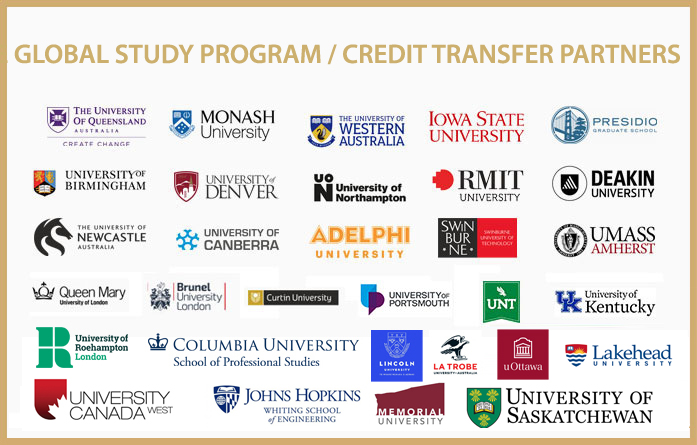 GLOBAL STUDY PROGRAM / CREDIT TRANSFER PARTNERS
THE UNIVERSITY
OF QUEENSLAND
AUSTRALIA
CREATE CHANGE
MONASH
University
THE UNIVERSITY OF
WESTERN
AUSTRALIA
IOWA STATE
UNIVERSITY
PRESIDIO
GRADUATE SCHOOL
UNIVERSITY OF
BIRMINGHAM
UNIVERSITY of
DENVER
UON
University of
Northampton
RMIT
UNIVERSITY
DEAKIN
UNIVERSITY
THE UNIVERSITY OF
NEWCASTLE
AUSTRALIA
UNIVERSITY OF
CANBERRA
ADELPHI
UNIVERSITY
SWIN
BUR
NE
SWINBURNE
UNIVERSITY OF
TECHNOLOGY
UMASS
AMHERST
Queen Mary
University of London
Brunel
University
London
Curtin University
UNIVERSITY OF
PORTSMOUTH
UNT
UK
University of
Kentucky
R
University of
Roehampton
London
COLUMBIA UNIVERSITY
School of Professional Studies
LINCOLN
UNIVERSITY
LA TROBE
UNIVERSITY • AUSTRALIA
uOttawa
Lakehead
UNIVERSITY
UNIVERSITY
CANADA WEST
JOHNS HOPKINS
WHITING SCHOOL
of ENGINEERING
MEMORIAL
UNIVERSITY
UNIVERSITY OF
SASKATCHEWAN